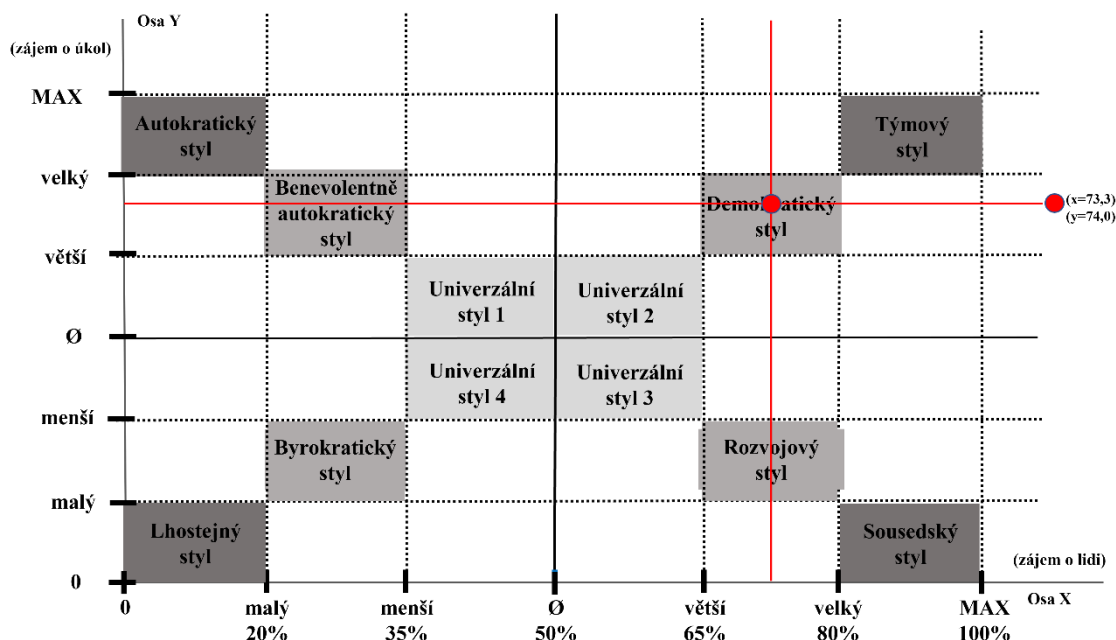 Osa Y
(zájem o úkol)
MAX
Autokratický
styl
Týmový
styl
velký
Benevolentně
autokratický
styl
Demokratický
styl
(x=73,3)
(y=74,0)
větší
Univerzální
styl 1
Univerzální
styl 2
Ø
Univerzální
styl 4
Univerzální
styl 3
menší
Byrokratický
styl
Rozvojový
styl
malý
Lhostejný
styl
Sousedský
styl
(zájem o lidi)
0
Osa X
0
malý
20%
menší
35%
Ø
50%
větší
65%
velký
80%
MAX
100%